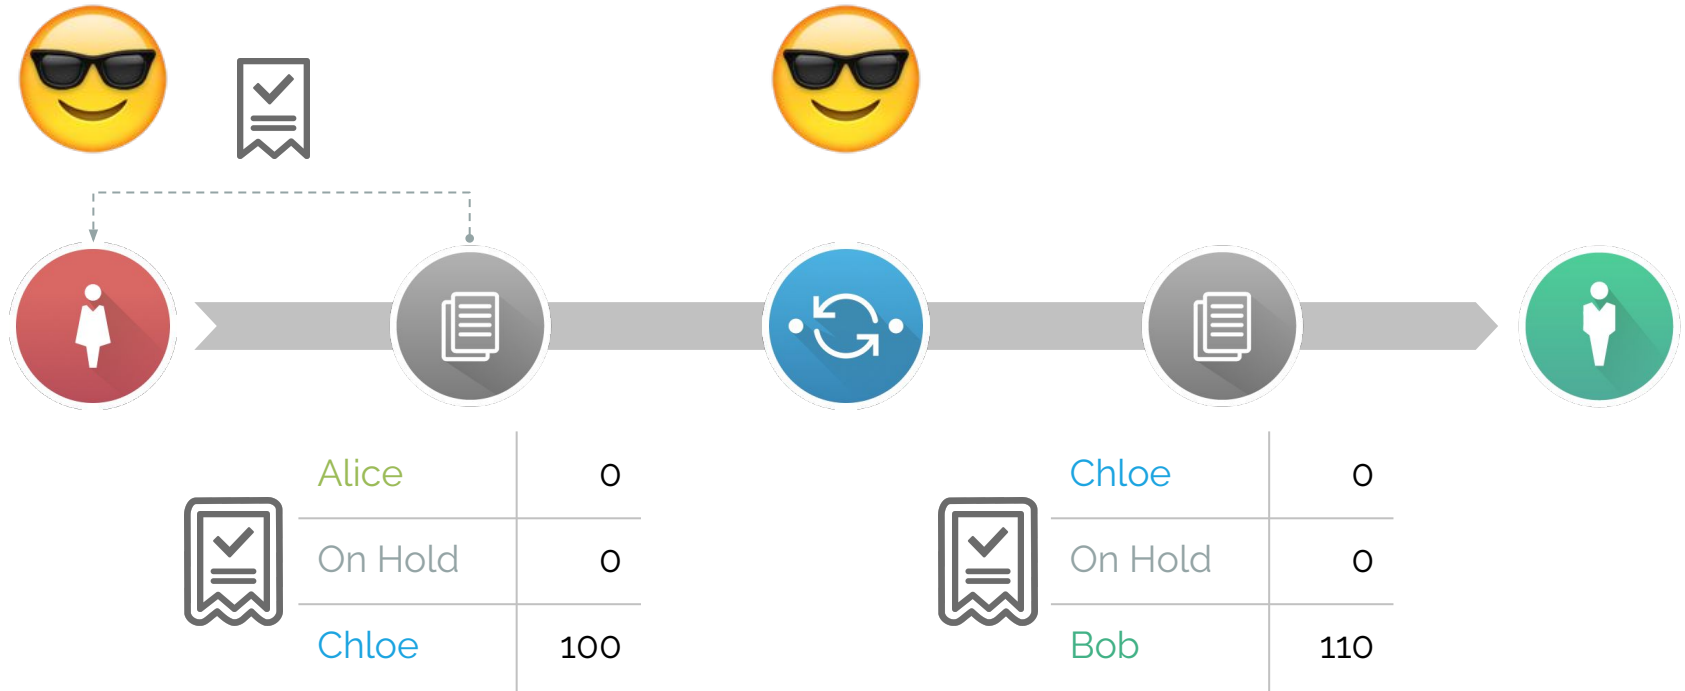 Alice 0
On Hold 0
Chloe 100
Chloe 0
On Hold 0
Bob 110